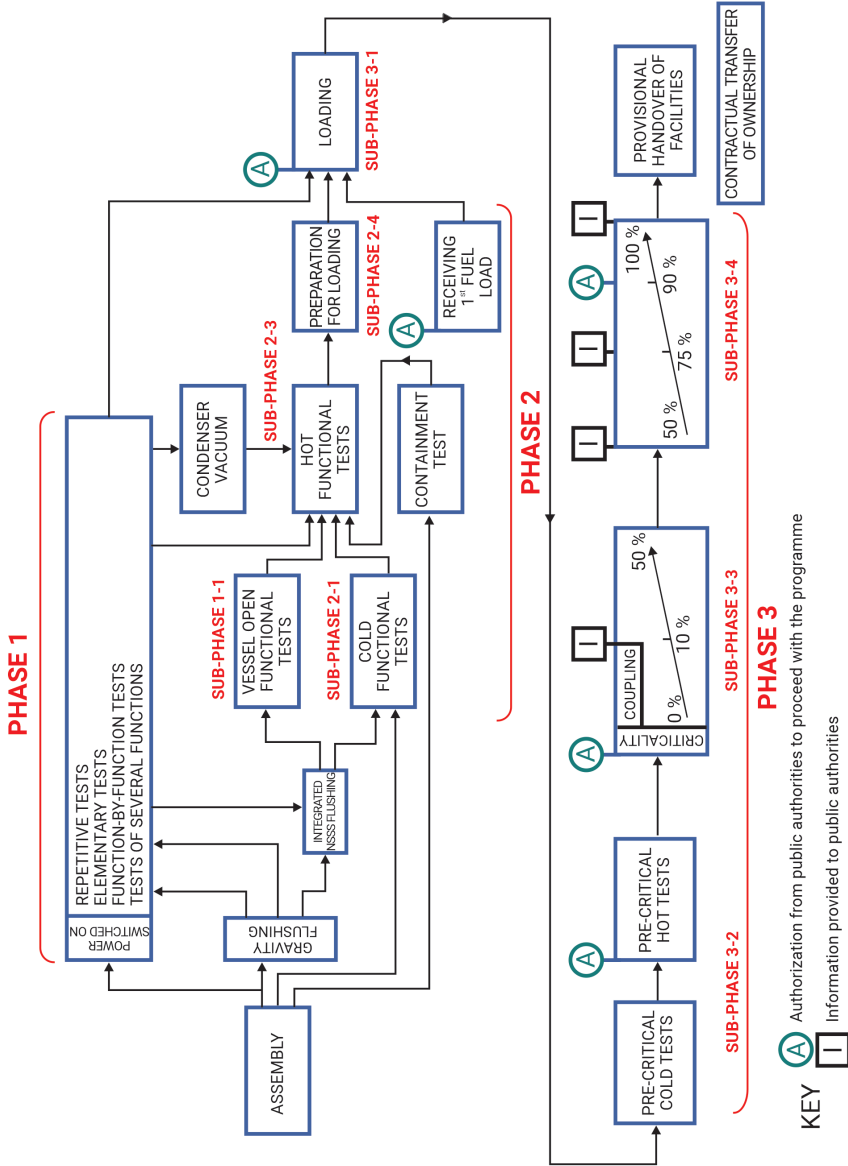 PHASE 1
POWER
SWITCHED ON
REPETITIVE TESTS
ELEMENTARY TESTS
FUNCTION-BY-FUNCTION TESTS
TESTS OF SEVERAL FUNCTIONS
ASSEMBLY
GRAVITY
FLUSHING
INTEGRATED
NSSS FLUSHING
CONDENSER
VACUUM
SUB-PHASE 1-1
VESSEL OPEN
FUNCTIONAL
TESTS
SUB-PHASE 2-1
COLD
FUNCTIONAL
TESTS
SUB-PHASE 2-3
HOT
FUNCTIONAL
TESTS
CONTAINMENT
TEST
PREPARATION
FOR LOADING
SUB-PHASE 2-4
A
RECEIVING
1st FUEL
LOAD
A
LOADING
SUB-PHASE 3-1
PHASE 2
PRE-CRITICAL
COLD TESTS
SUB-PHASE 3-2
A
PRE-CRITICAL
HOT TESTS
A
CRITICALITY
COUPLING
I
0 %
10 %
50 %
SUB-PHASE 3-3
I
I
A
I
50 %
75 %
90 %
100 %
SUB-PHASE 3-4
PROVISIONAL
HANDOVER OF
FACILITIES
CONTRACTUAL TRANSFER
OF OWNERSHIP
PHASE 3
KEY
A Authorization from public authorities to proceed with the programme
I Information provided to public authorities